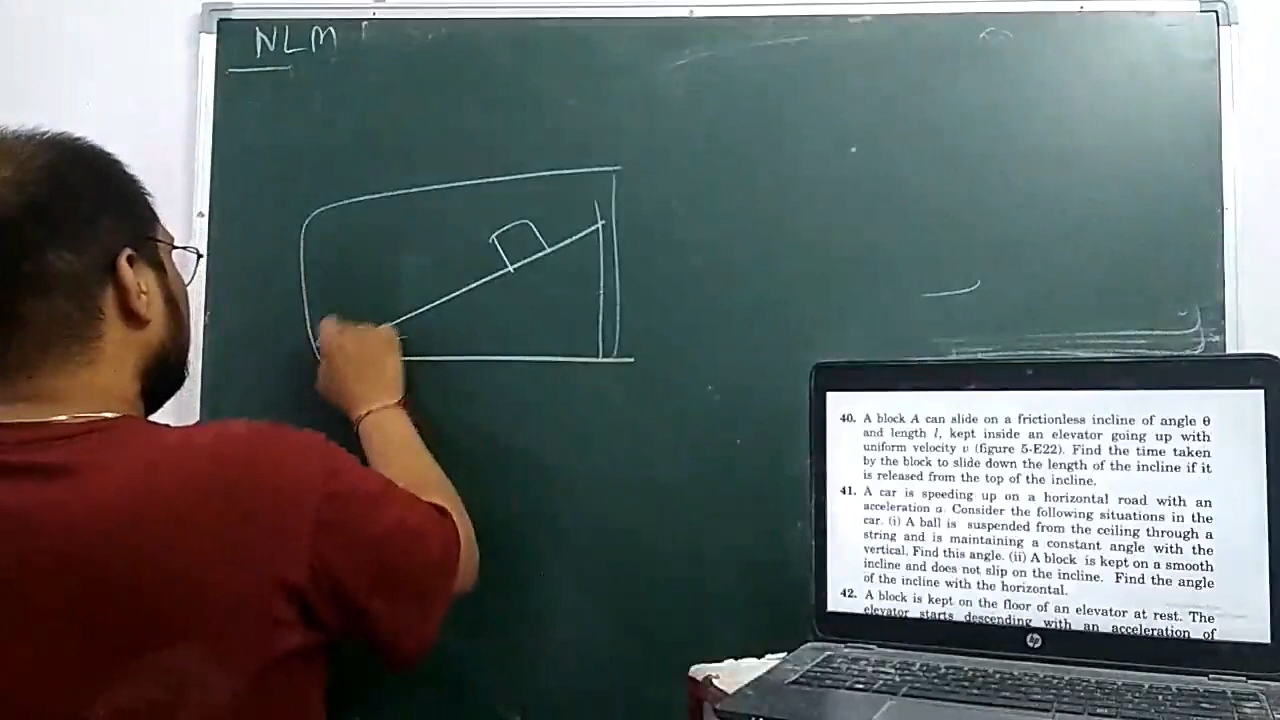 NLM
40. A block A can slide on a frictionless incline of angle θ
and length l, kept inside an elevator going up with
uniform velocity v (figure 5-E22). Find the time taken
by the block to slide down the length of the incline if it
is released from the top of the incline.
41. A car is speeding up on a horizontal road with an
acceleration a. Consider the following situations in the
car. (i) A ball is suspended from the ceiling through a
string and is maintaining a constant angle with the
vertical. Find this angle. (ii) A block is kept on a smooth
incline and does not slip on the incline. Find the angle
of the incline with the horizontal.
42. A block is kept on the floor of an elevator at rest. The
elevator starts descending with an acceleration of
hp